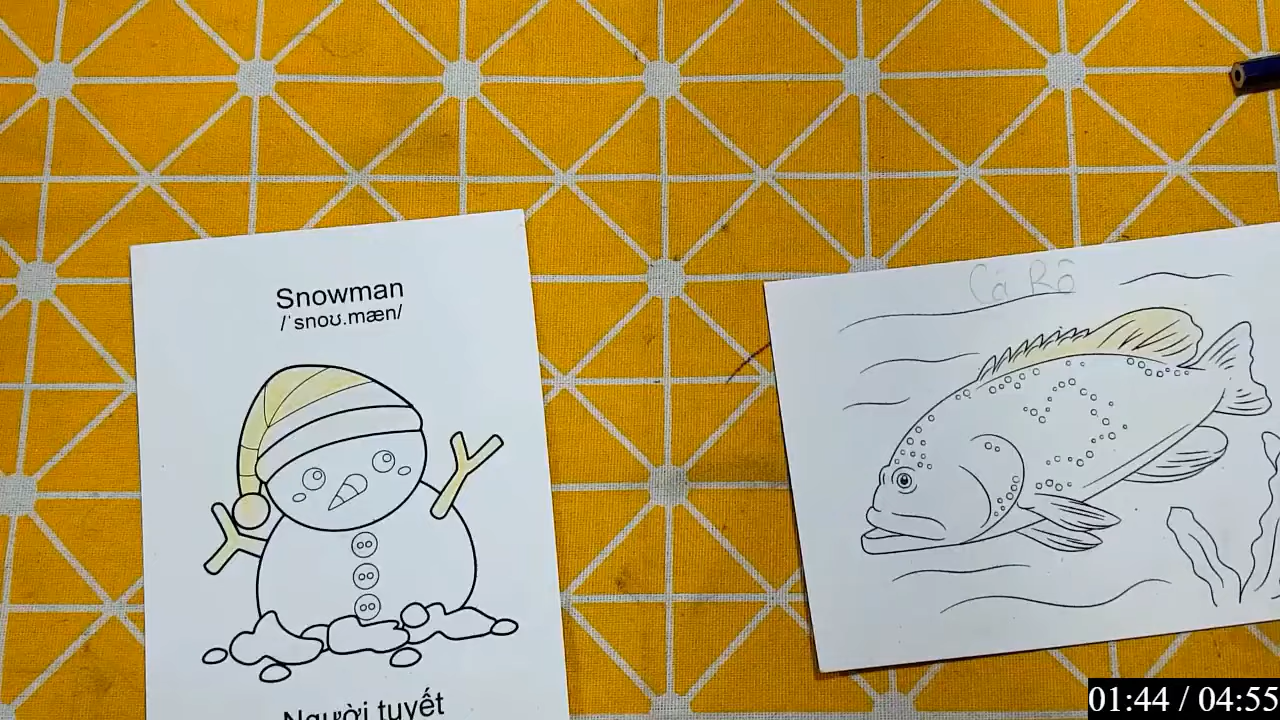 Snowman
/ˈsnoʊ.mæn/
Người tuyết
Cá Rô
01:44 / 04:55